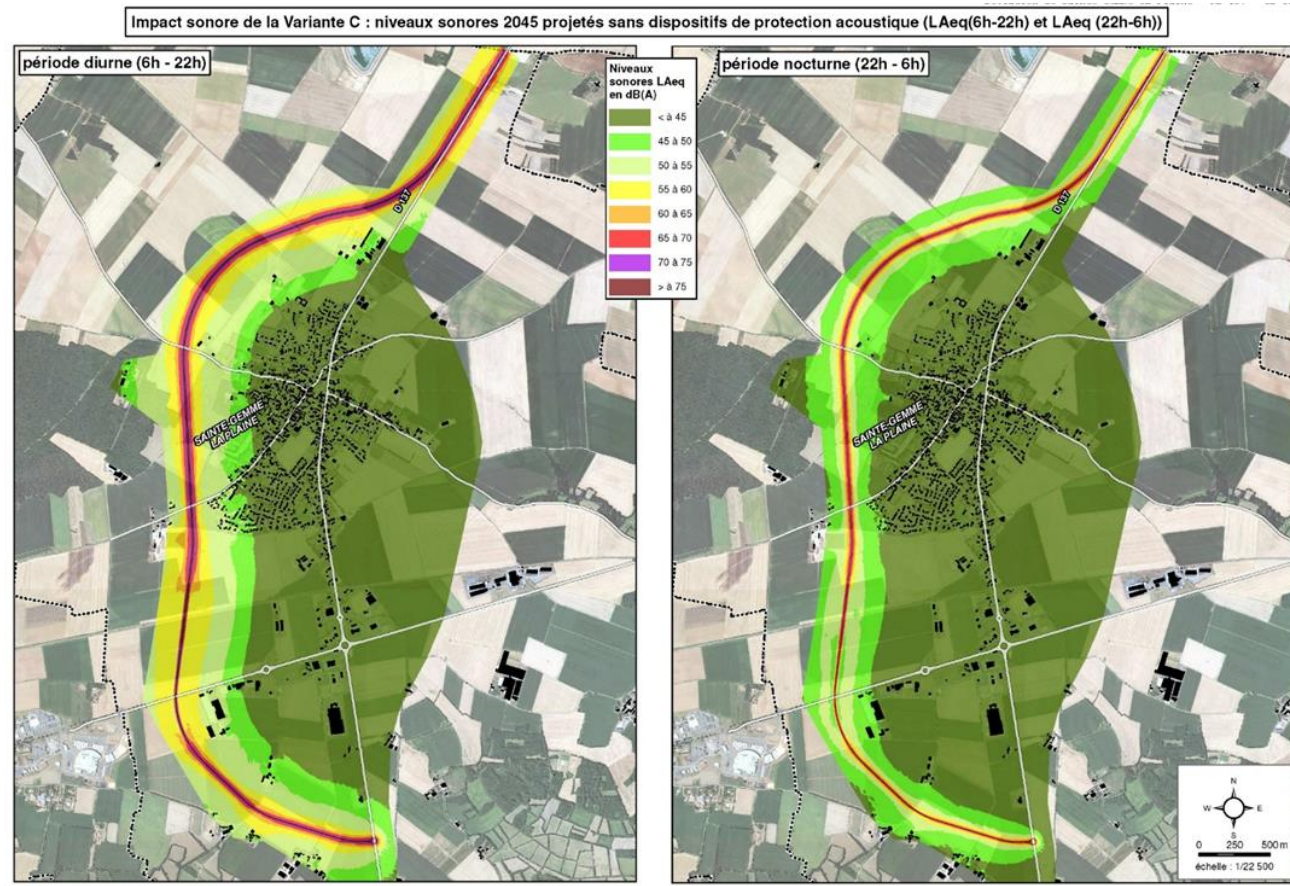 Impact sonore de la Variante C : niveaux sonores 2045 projetés sans dispositifs de protection acoustique (LAeq(6h-22h) et LAeq (22h-6h))
période diurne (6h - 22h)
Niveaux
sonores LAeq
en dB(A)
< à 45
45 à 50
50 à 55
55 à 60
60 à 65
65 à 70
70 à 75
> à 75
D 137
SAINTE-GEMME
LA PLAINE
période nocturne (22h - 6h)
D 137
SAINTE-GEMME
LA PLAINE
N
W
E
S
0 250 500 m
échelle : 1/22 500